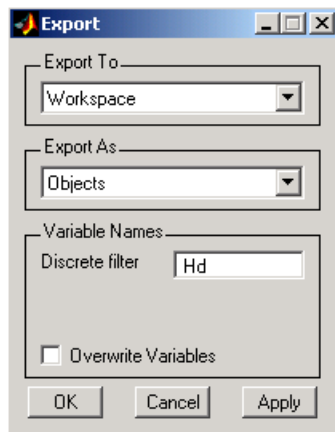 Export
Export To
Workspace
Export As
Objects
Variable Names
Discrete filter Hd
Overwrite Variables
OK Cancel Apply